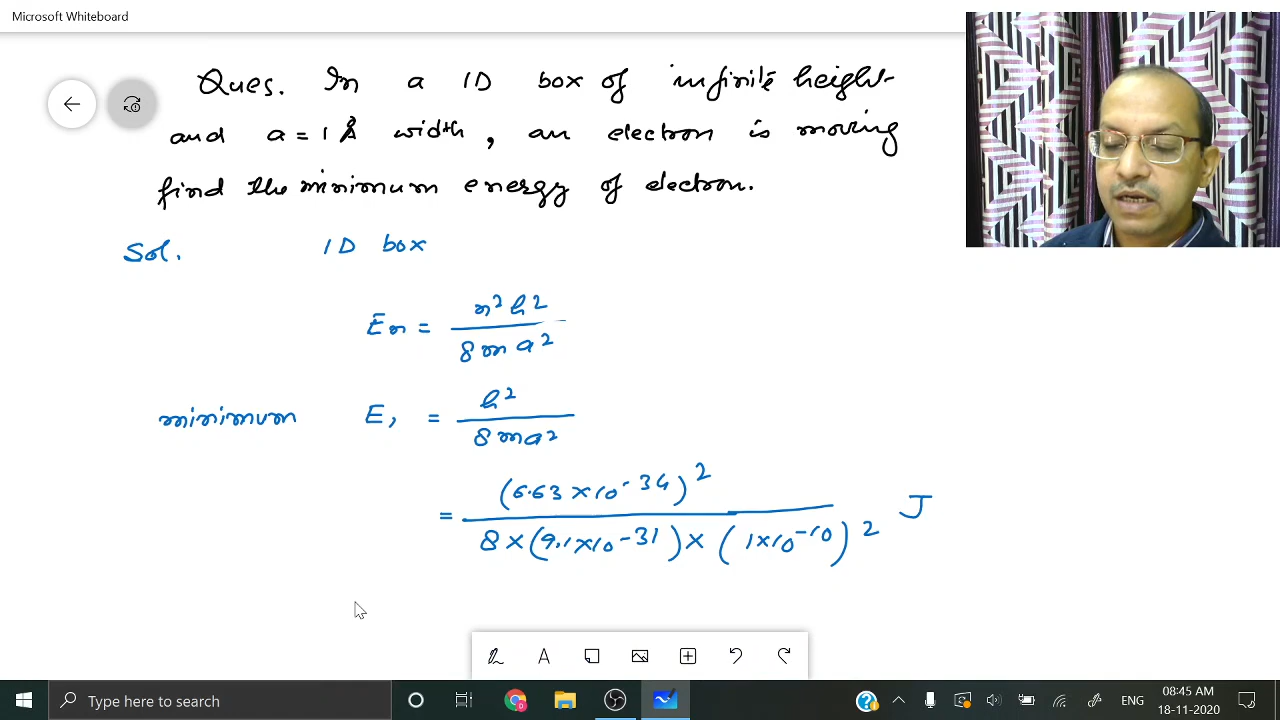 Microsoft Whiteboard
Ques. In a 1D box of infinite height
and a = 1 Å width, an electron is moving
find the minimum energy of electron.
Sol. 1D box
En = n²h² / 8ma²
minimum E₁ = h² / 8ma²
= (6.63 × 10⁻³⁴)² / 8 × (9.1 × 10⁻³¹) × (1 × 10⁻¹⁰)² J
A
Type here to search
ENG
08:45 AM
18-11-2020